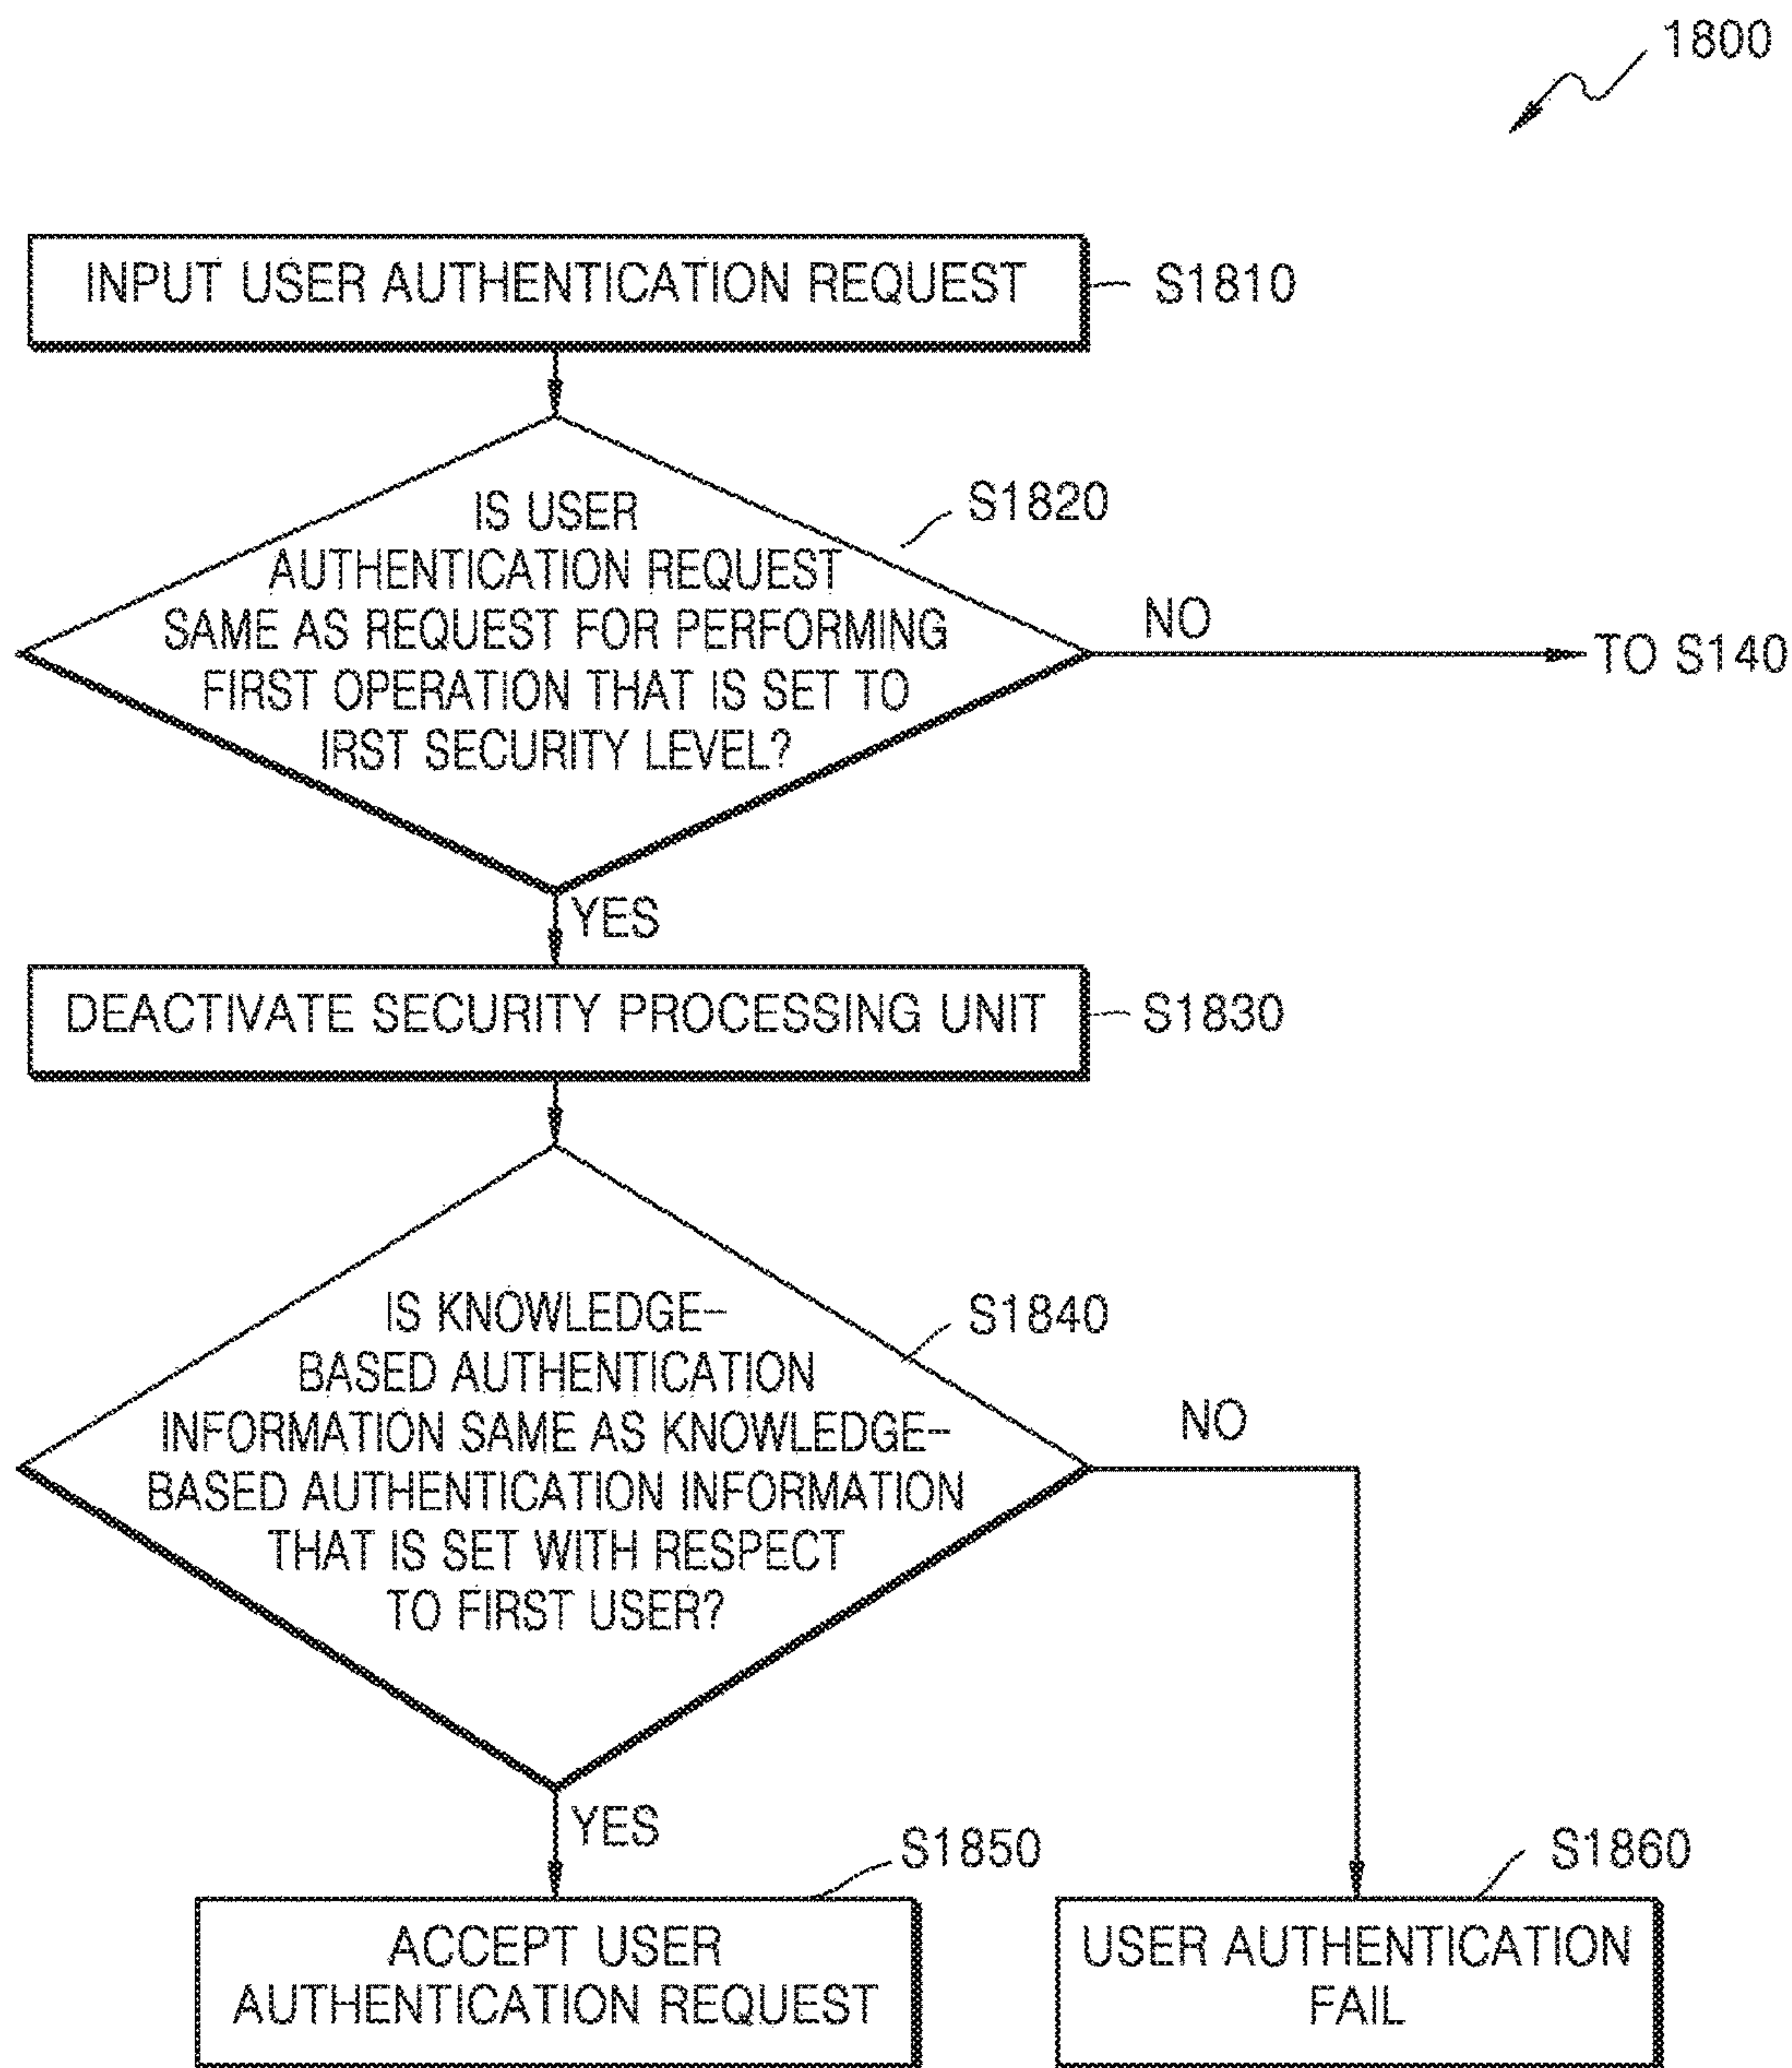 1800
INPUT USER AUTHENTICATION REQUEST
S1810
IS USER
AUTHENTICATION REQUEST
SAME AS REQUEST FOR PERFORMING
FIRST OPERATION THAT IS SET TO
IRST SECURITY LEVEL?
S1820
NO
TO S140
YES
DEACTIVATE SECURITY PROCESSING UNIT
S1830
IS KNOWLEDGE-
BASED AUTHENTICATION
INFORMATION SAME AS KNOWLEDGE-
BASED AUTHENTICATION INFORMATION
THAT IS SET WITH RESPECT
TO FIRST USER?
S1840
NO
YES
S1850
ACCEPT USER
AUTHENTICATION REQUEST
S1860
USER AUTHENTICATION
FAIL